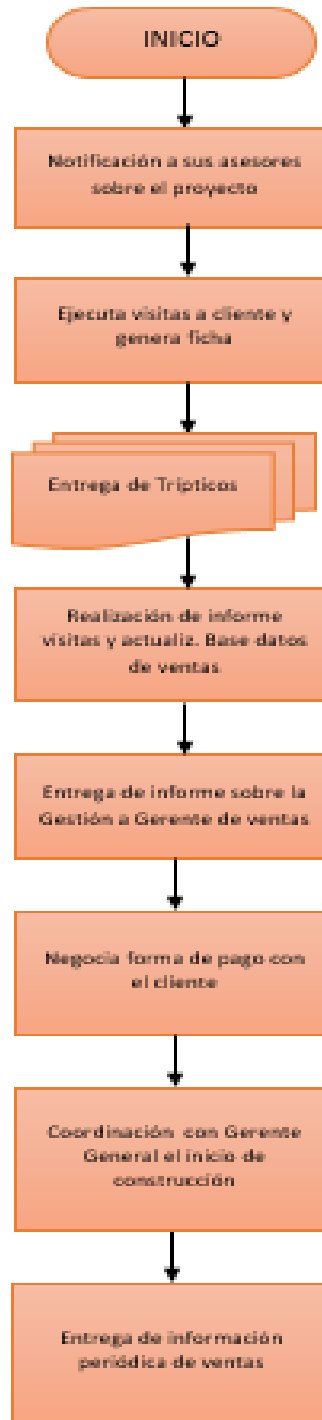 INICIO
Notificación a sus asesores
sobre el proyecto
Ejecuta visitas a cliente y
genera ficha
Entrega de Trípticos
Realización de informe
visitas y actualiz. Base datos
de ventas
Entrega de informe sobre la
Gestión a Gerente de ventas
Negocia forma de pago con
el cliente
Coordinación con Gerente
General el inicio de
construcción
Entrega de información
periódica de ventas